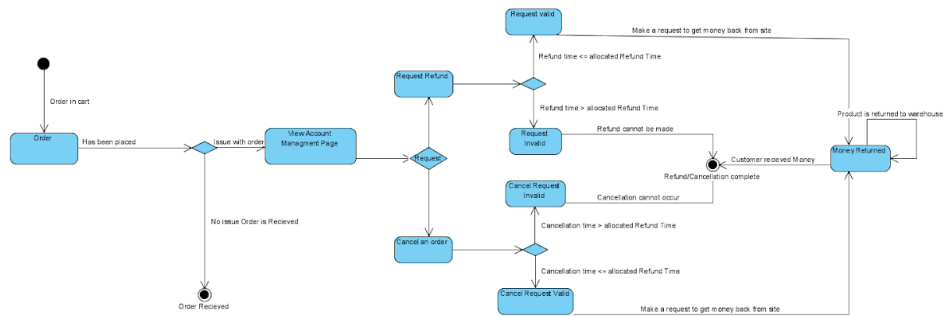 Request valid
Make a request to get money back from site
Refund time <= allocated Refund Time
Request Refund
Order in cart
Refund time > allocated Refund Time
Product is returned to warehouse
Order
Has been placed
Issue with order
View Account
Managment Page
Request
Invalid
Refund cannot be made
Request
Customer recieved Money
Money Returned
Refund/Cancellation complete
Cancel Request
Invalid
Cancellation cannot occur
No issue Order is Recieved
Cancellation time > allocated Refund Time
Cancel an order
Cancellation time <= allocated Refund Time
Cancel Request Valid
Order Recieved
Make a request to get money back from site